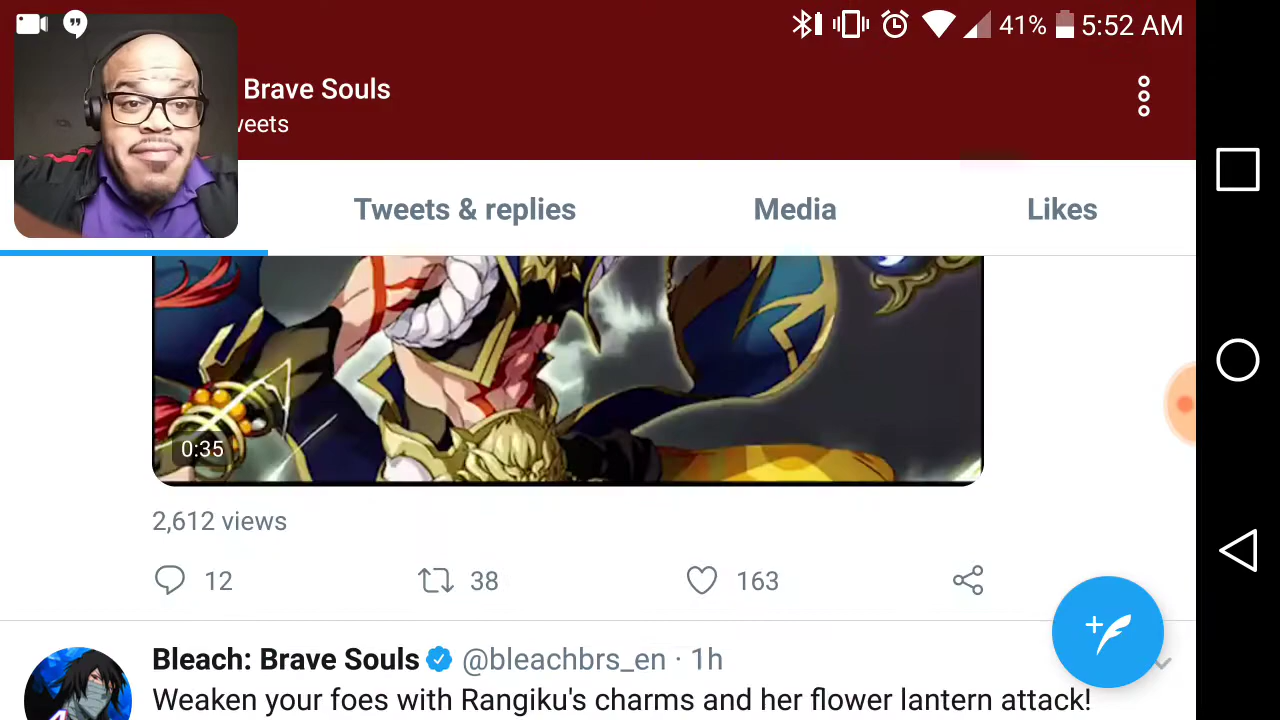 41% 5:52 AM
Brave Souls
weets
Tweets & replies
Media
Likes
0:35
2,612 views
12
38
163
Bleach: Brave Souls @bleachbrs_en · 1h
Weaken your foes with Rangiku's charms and her flower lantern attack!